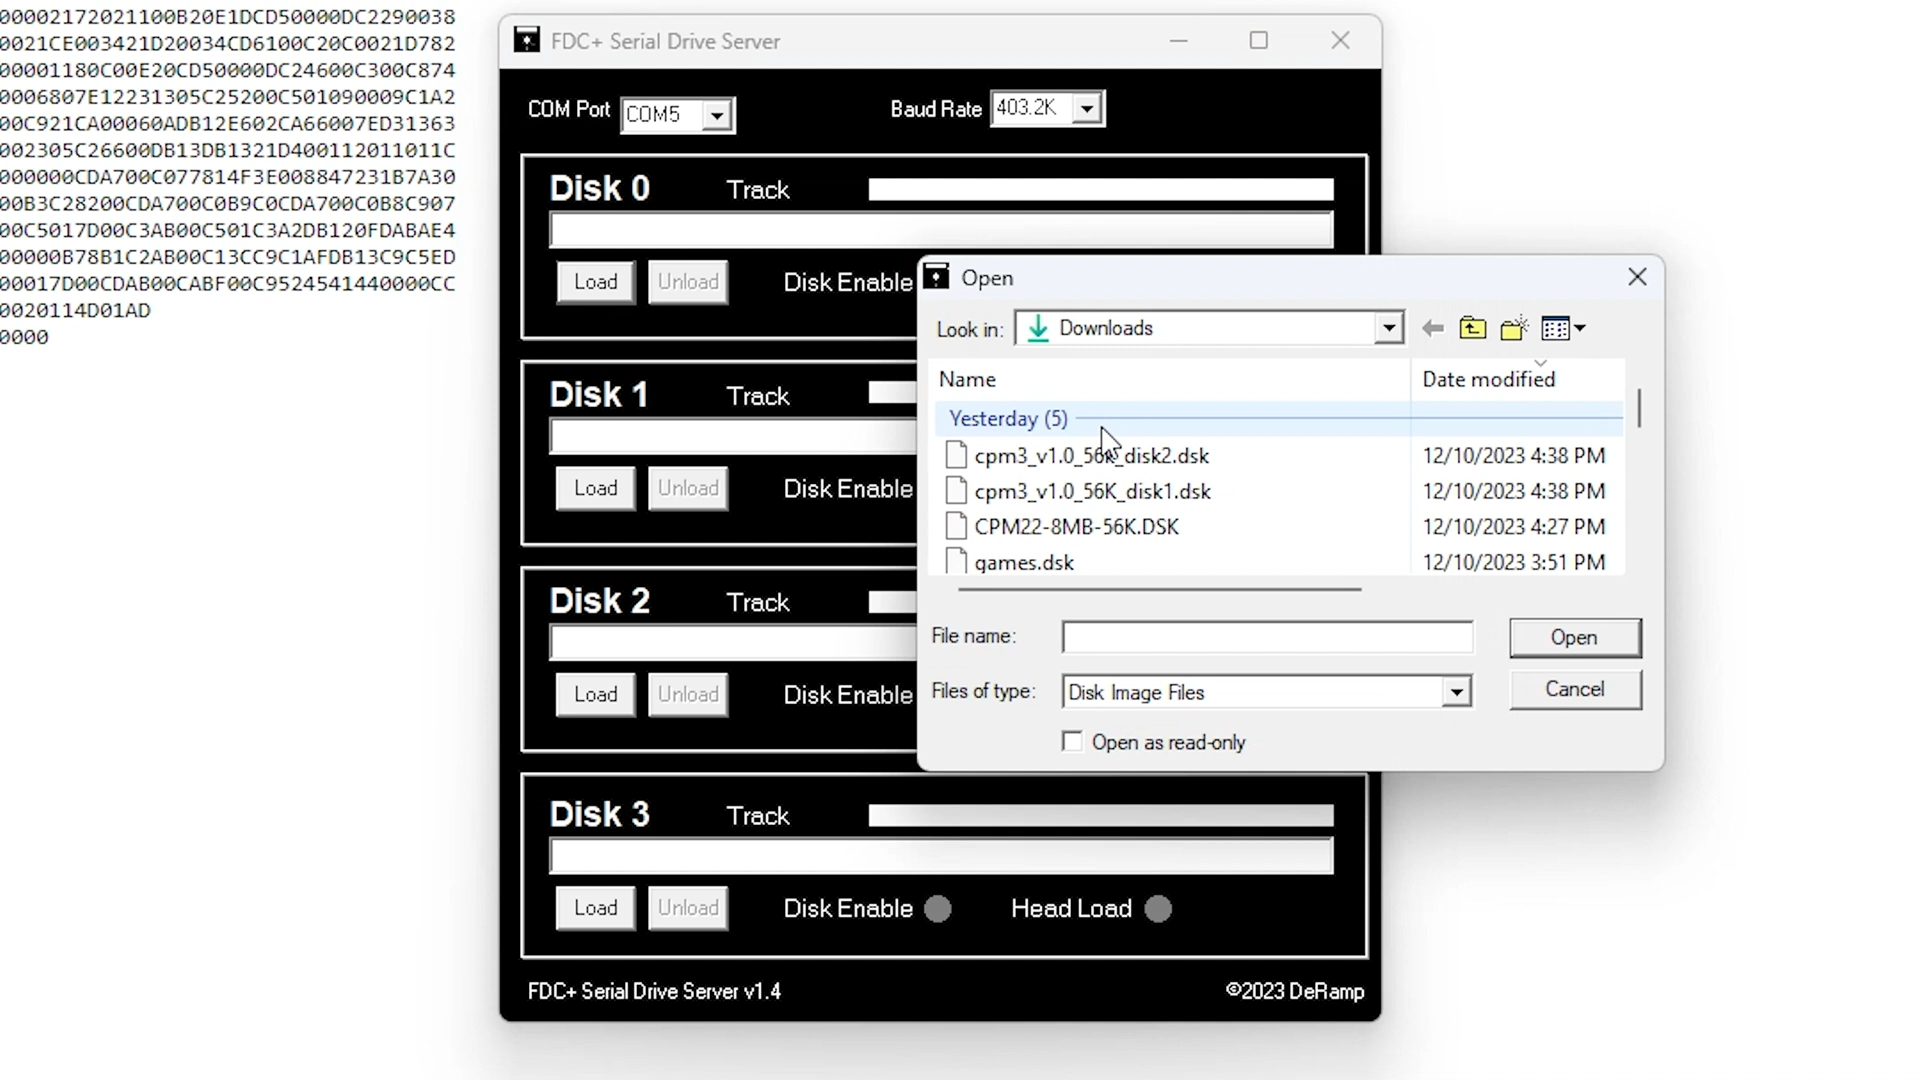 00002172021100B20E1DCD50000DC2290038
0021CE003421D20034CD6100C20C0021D782
00001180C00E20CD50000DC24600C300C874
0006807E12231305C25200C501090009C1A2
00C921CA00060ADB12E602CA66007ED31363
002305C26600DB13DB1321D400112011011C
000000CDA700C077814F3E008847231B7A30
00B3C28200CDA700C0B9C0CDA700C0B8C907
00C5017D00C3AB00C501C3A2DB120FDABAE4
00000B78B1C2AB00C13CC9C1AFDB13C9C5ED
00017D00CDAB00CABF00C9524541440000CC
0020114D01AD
0000
FDC+ Serial Drive Server
COM Port COM5 Baud Rate 403.2K
Disk 0 Track
Load Unload Disk Enable
Disk 1 Track
Load Unload Disk Enable
Disk 2 Track
Load Unload Disk Enable
Disk 3 Track
Load Unload Disk Enable Head Load
FDC+ Serial Drive Server v1.4 ©2023 DeRamp
Open
Look in: Downloads
Name Date modified
Yesterday (5)
cpm3_v1.0_56K_disk2.dsk 12/10/2023 4:38 PM
cpm3_v1.0_56K_disk1.dsk 12/10/2023 4:38 PM
CPM22-8MB-56K.DSK 12/10/2023 4:27 PM
games.dsk 12/10/2023 3:51 PM
File name: Open
Files of type: Disk Image Files Cancel
Open as read-only